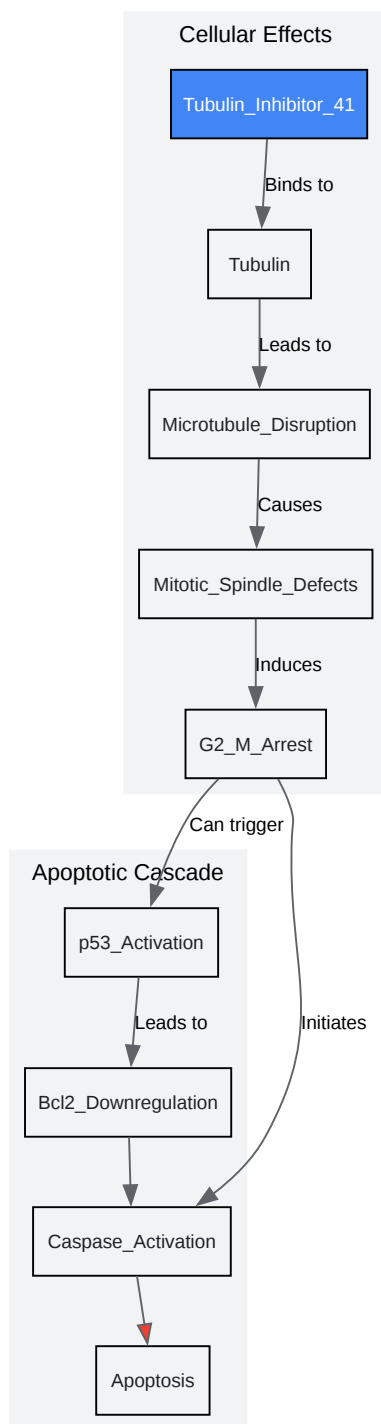 Cellular Effects
Tubulin_Inhibitor_41
Binds to
Tubulin
Leads to
Microtubule_Disruption
Causes
Mitotic_Spindle_Defects
Induces
G2_M_Arrest
Can trigger
Apoptotic Cascade
p53_Activation
Leads to
Initiates
Bcl2_Downregulation
Caspase_Activation
Apoptosis